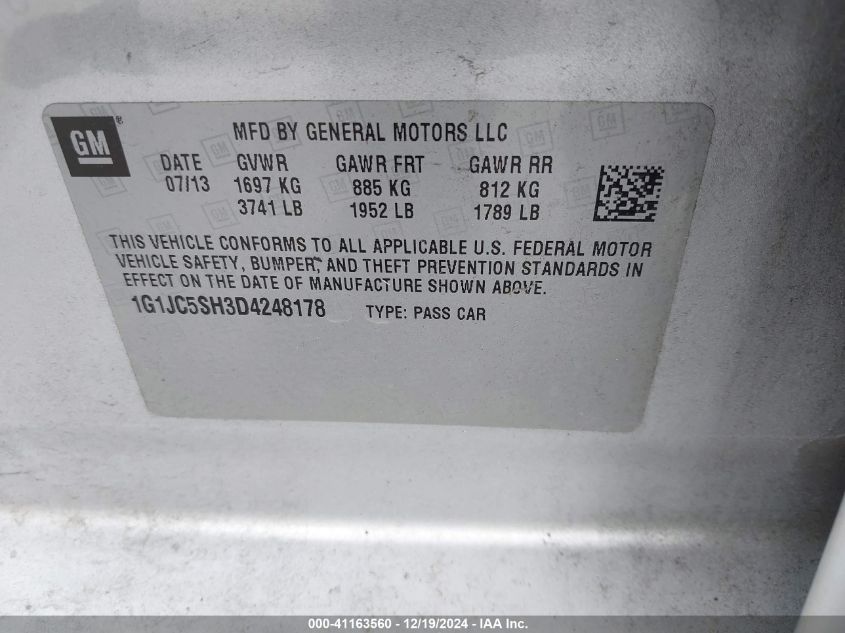 GM®
MFD BY GENERAL MOTORS LLC
DATE GVWR GAWR FRT GAWR RR
07/13 1697 KG 885 KG 812 KG
3741 LB 1952 LB 1789 LB
THIS VEHICLE CONFORMS TO ALL APPLICABLE U.S. FEDERAL MOTOR
VEHICLE SAFETY, BUMPER, AND THEFT PREVENTION STANDARDS IN
EFFECT ON THE DATE OF MANUFACTURE SHOWN ABOVE.
1G1JC5SH3D4248178 TYPE: PASS CAR
000-41163560 - 12/19/2024 - IAA Inc.